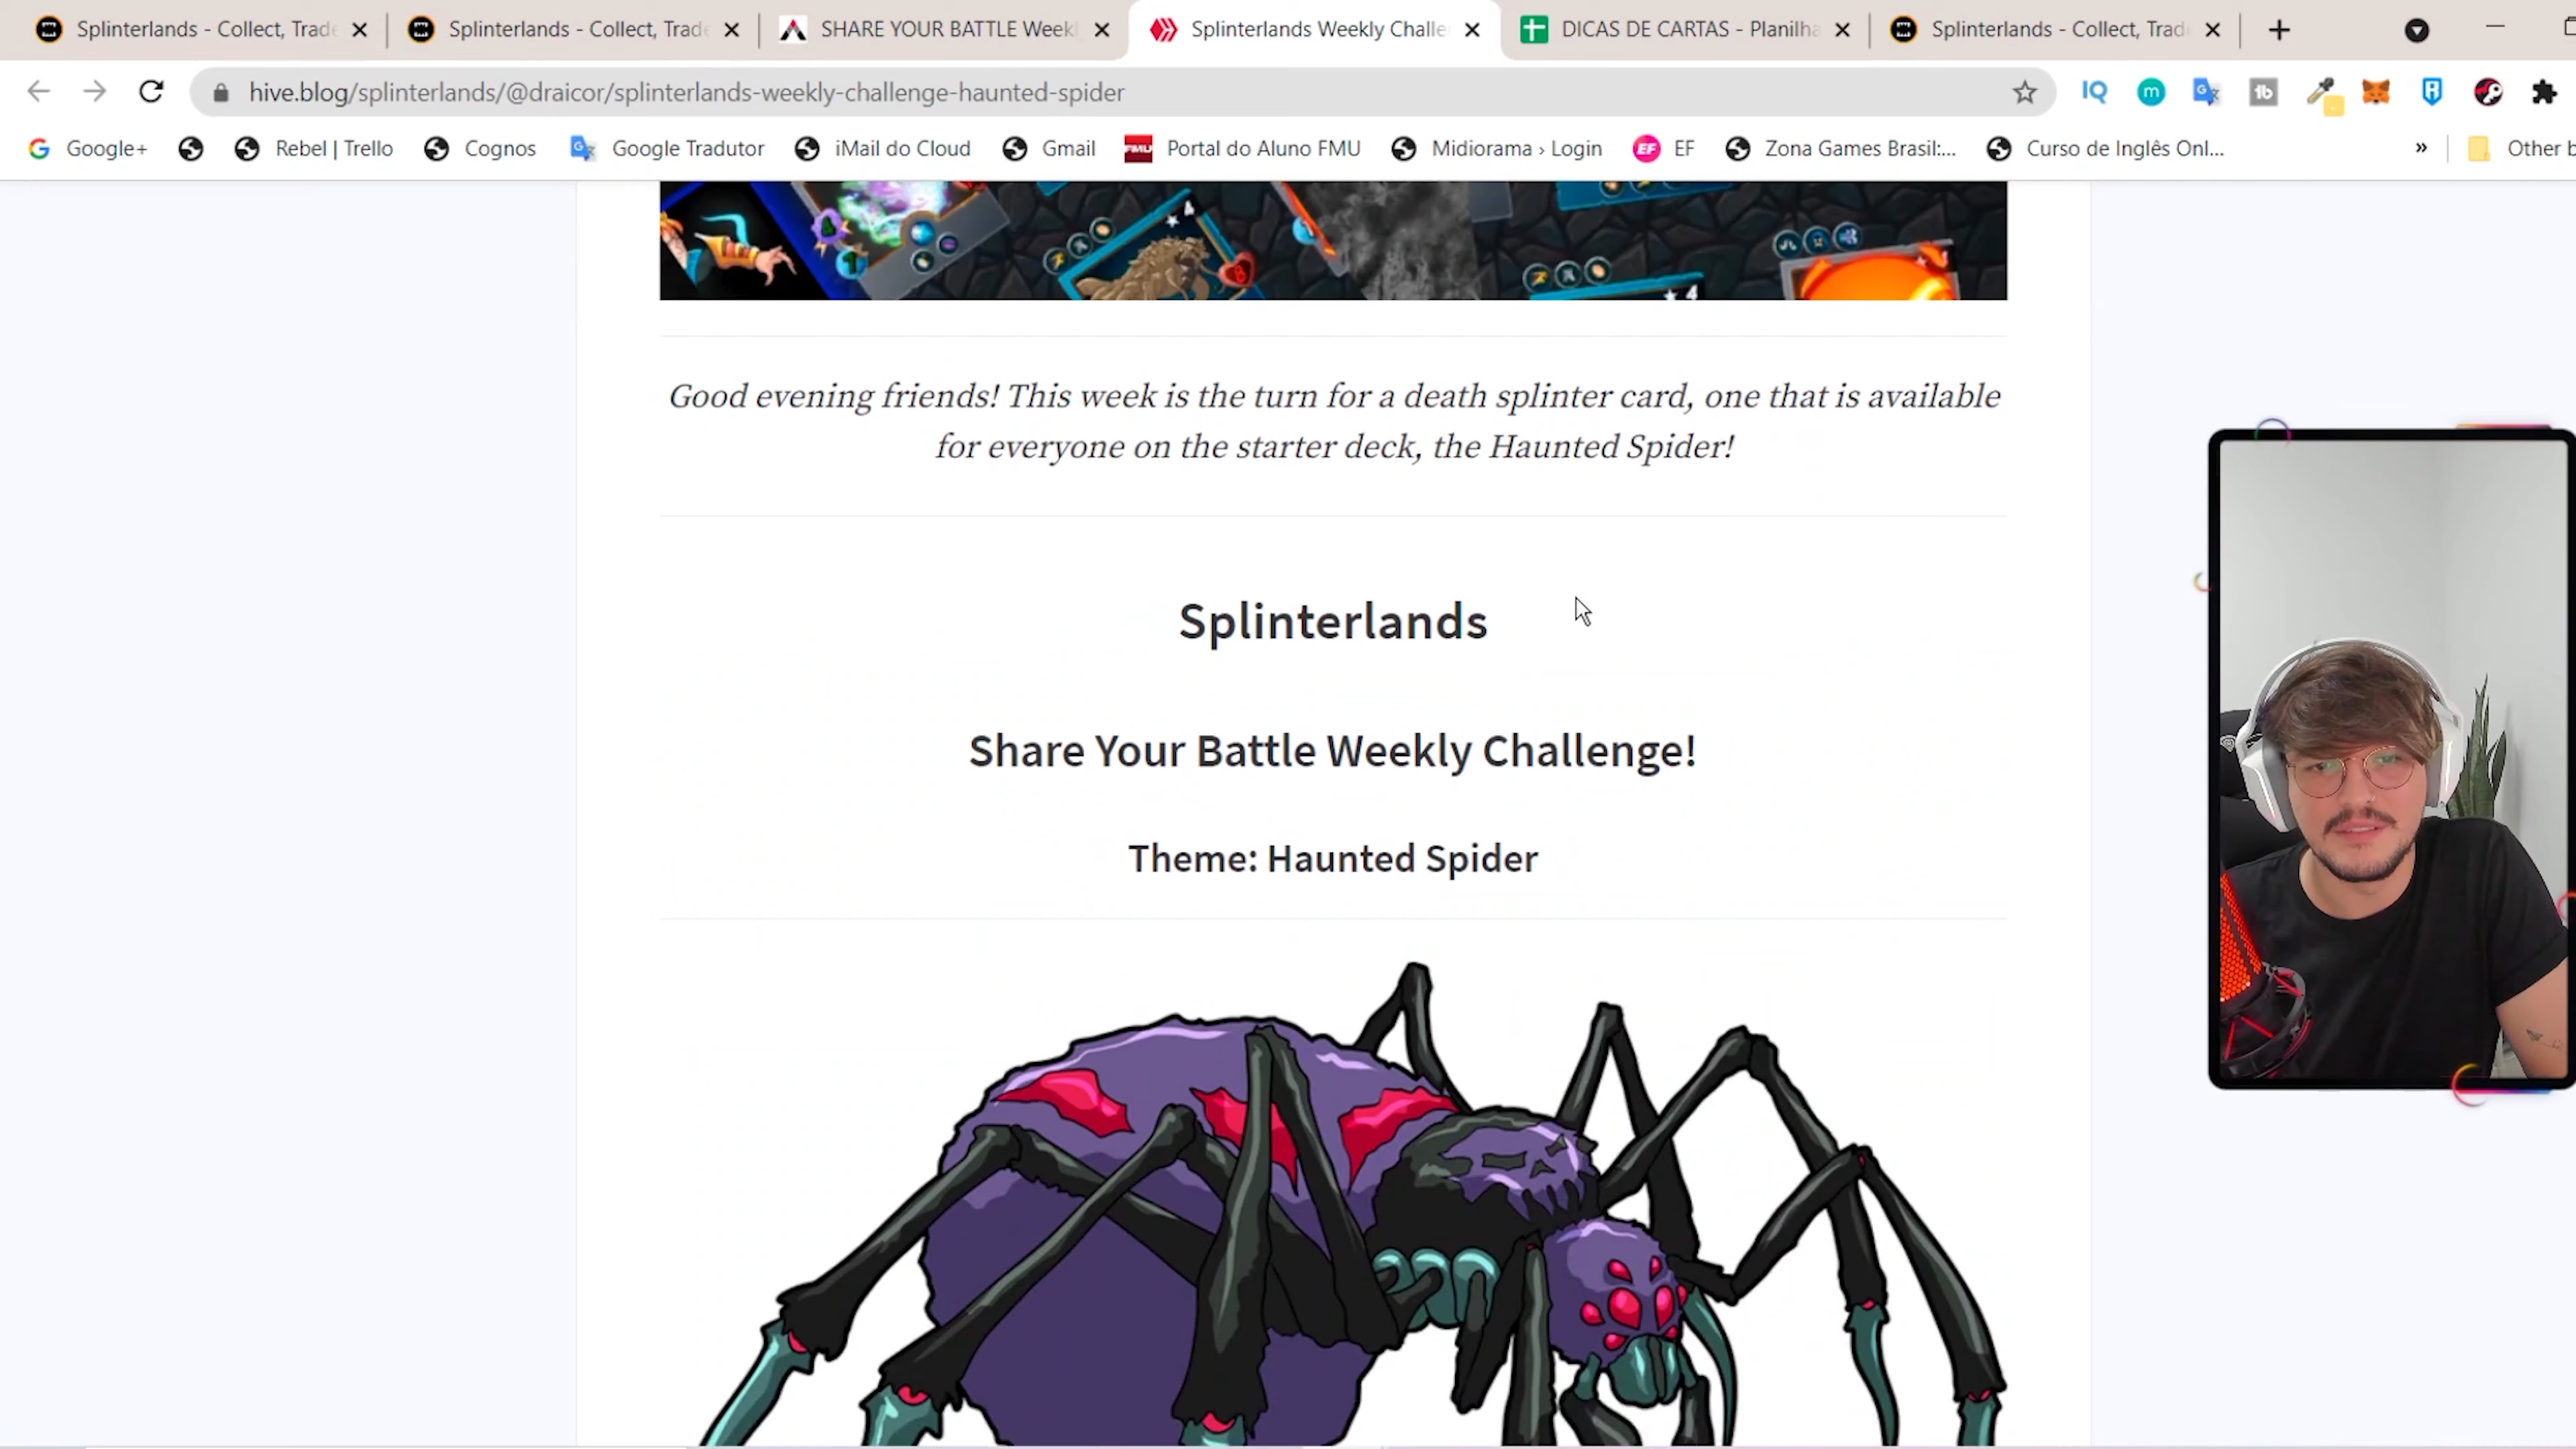 Splinterlands - Collect, Trade
Splinterlands - Collect, Trade
SHARE YOUR BATTLE Weekl
Splinterlands Weekly Challe
DICAS DE CARTAS - Planilha
Splinterlands - Collect, Trad
hive.blog/splinterlands/@draicor/splinterlands-weekly-challenge-haunted-spider
Google+
Rebel | Trello
Cognos
Google Tradutor
iMail do Cloud
Gmail
Portal do Aluno FMU
Midiorama › Login
EF
Zona Games Brasil:...
Curso de Inglês Onl...
»
Other b
Good evening friends! This week is the turn for a death splinter card, one that is available
for everyone on the starter deck, the Haunted Spider!
Splinterlands
Share Your Battle Weekly Challenge!
Theme: Haunted Spider